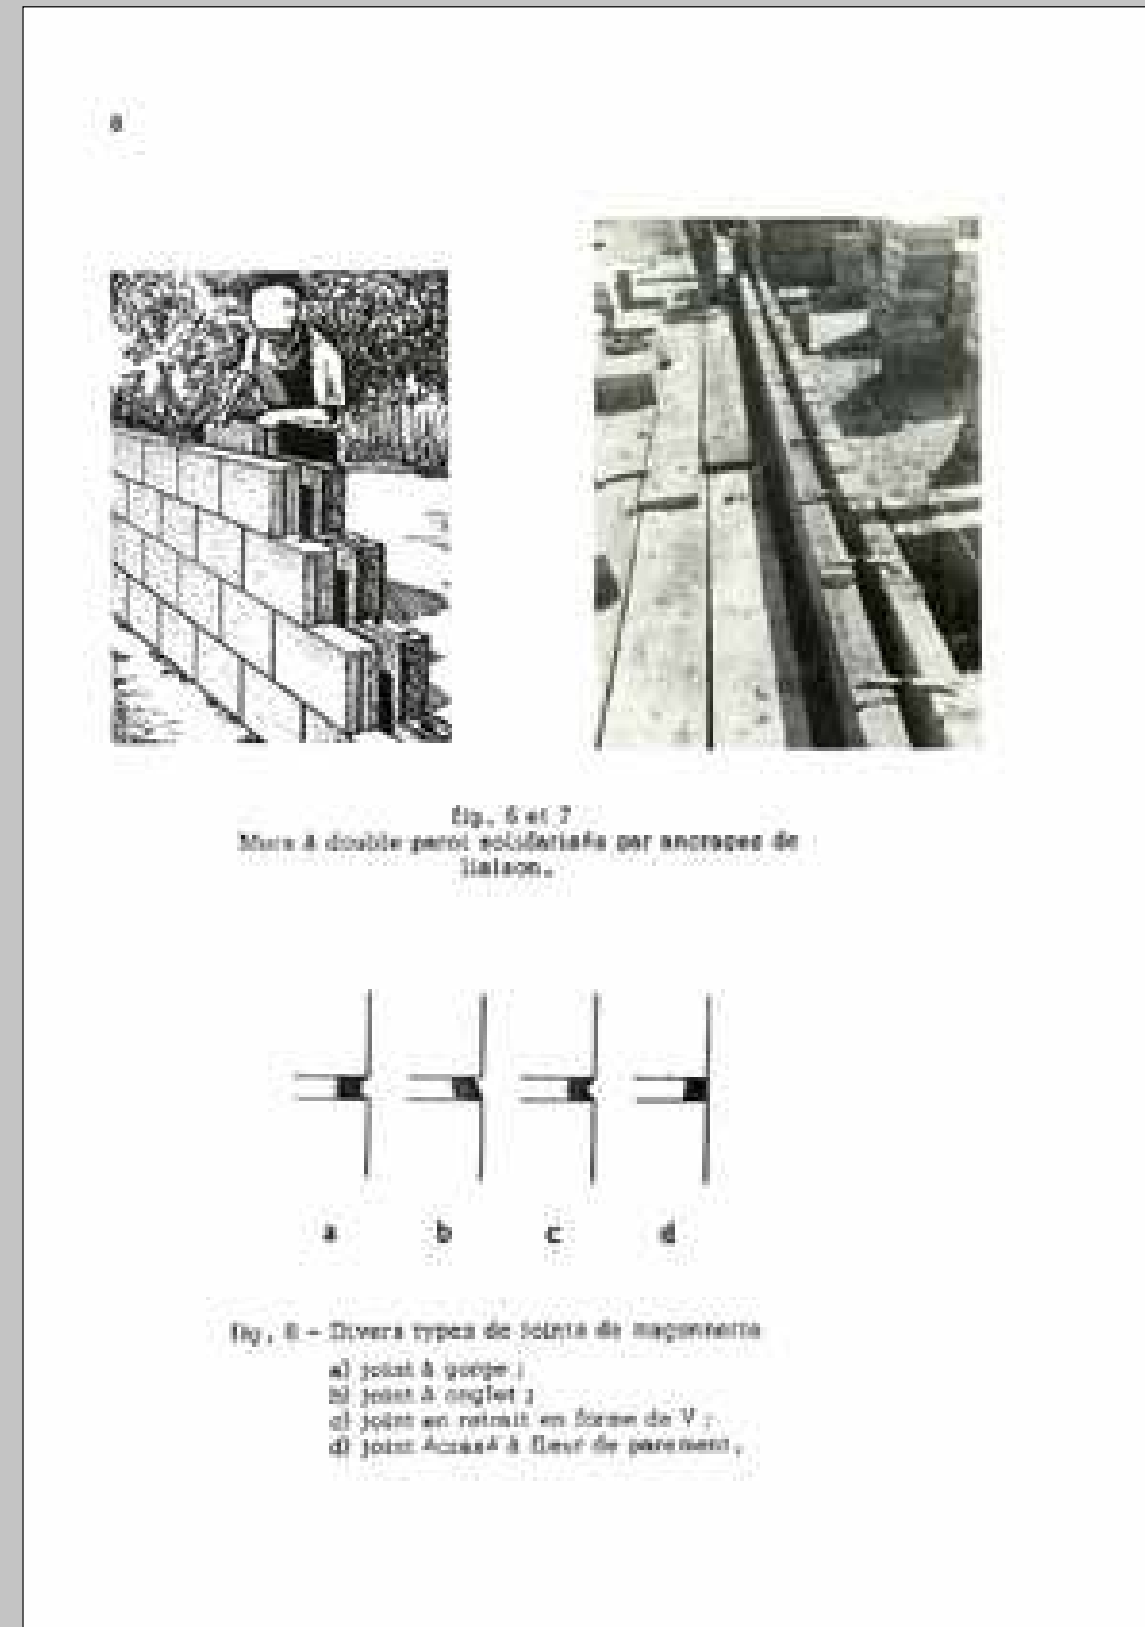 8
fig. 6 et 7
Murs à double paroi solidarisés par ancrages de
liaison.
a
b
c
d
fig. 8 - Divers types de joints de maçonnerie
a) joint à gorge ;
b) joint à onglet ;
c) joint en retrait en forme de V ;
d) joint à fleur de parement.